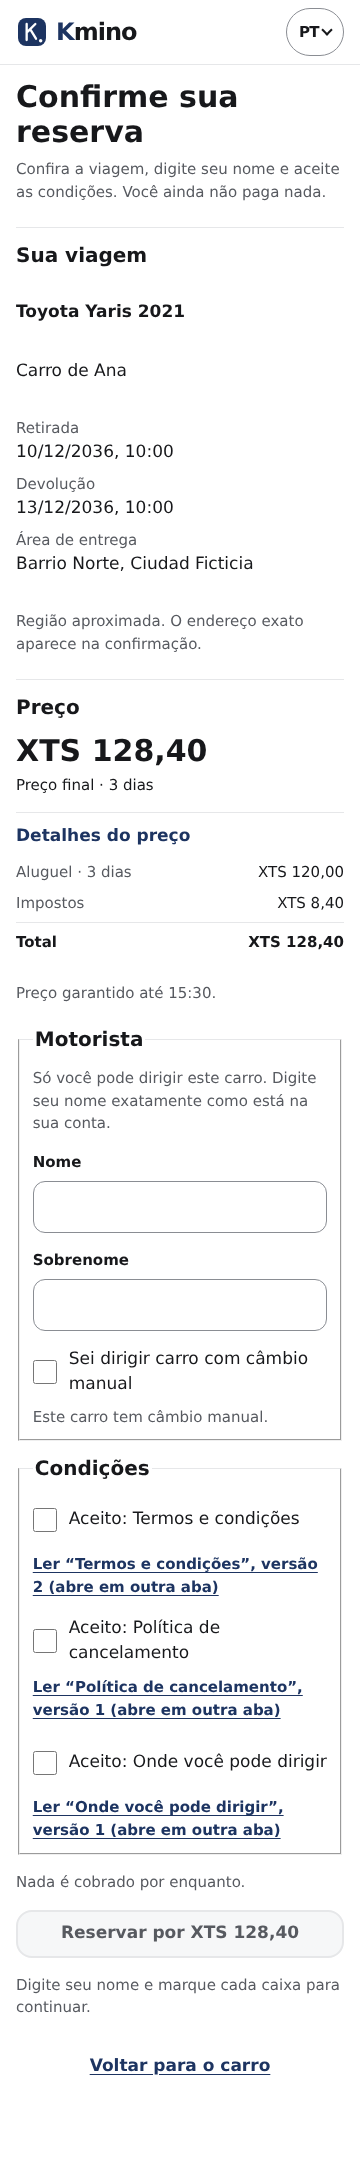 Kmino
PT
Confirme sua
reserva
Confira a viagem, digite seu nome e aceite
as condições. Você ainda não paga nada.
Sua viagem
Toyota Yaris 2021
Carro de Ana
Retirada
10/12/2036, 10:00
Devolução
13/12/2036, 10:00
Área de entrega
Barrio Norte, Ciudad Ficticia
Região aproximada. O endereço exato
aparece na confirmação.
Preço
XTS 128,40
Preço final · 3 dias
Detalhes do preço
Aluguel · 3 dias XTS 120,00
Impostos XTS 8,40
Total XTS 128,40
Preço garantido até 15:30.
Motorista
Só você pode dirigir este carro. Digite
seu nome exatamente como está na
sua conta.
Nome
Sobrenome
Sei dirigir carro com câmbio
manual
Este carro tem câmbio manual.
Condições
Aceito: Termos e condições
Ler “Termos e condições”, versão
2 (abre em outra aba)
Aceito: Política de
cancelamento
Ler “Política de cancelamento”,
versão 1 (abre em outra aba)
Aceito: Onde você pode dirigir
Ler “Onde você pode dirigir”,
versão 1 (abre em outra aba)
Nada é cobrado por enquanto.
Reservar por XTS 128,40
Digite seu nome e marque cada caixa para
continuar.
Voltar para o carro